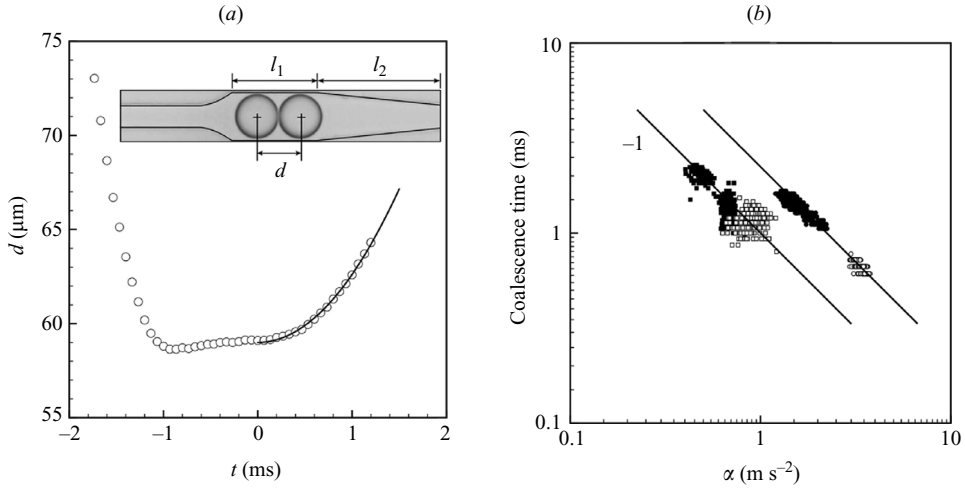 (a)
75
70
65
60
55
d (μm)
l₁
l₂
d
−2
−1
0
1
2
t (ms)
(b)
10
1
0.1
Coalescence time (ms)
−1
0.1
1
10
α (m s⁻²)